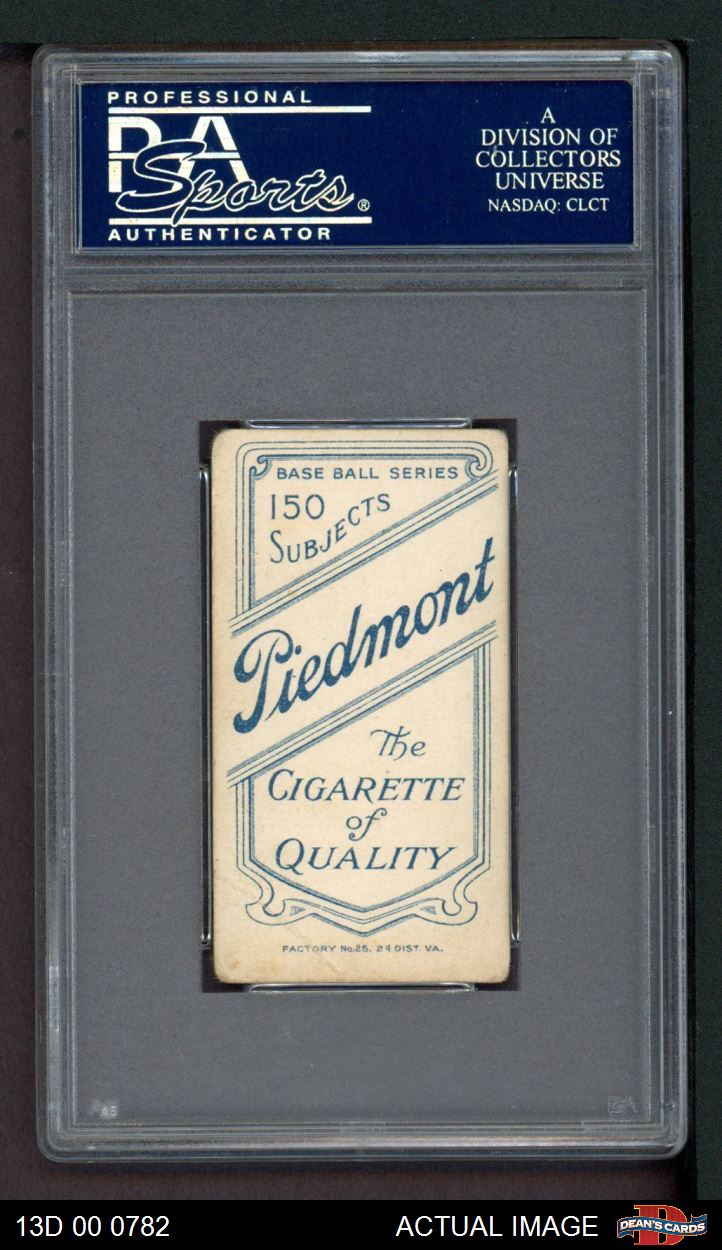 PROFESSIONAL
PSA
Sports®
AUTHENTICATOR
A
DIVISION OF
COLLECTORS
UNIVERSE
NASDAQ: CLCT
BASE BALL SERIES
150
SUBJECTS
Piedmont
The
CIGARETTE
of
QUALITY
FACTORY No.25, 2d DIST. VA.
13D 00 0782
ACTUAL IMAGE
DEAN'S CARDS